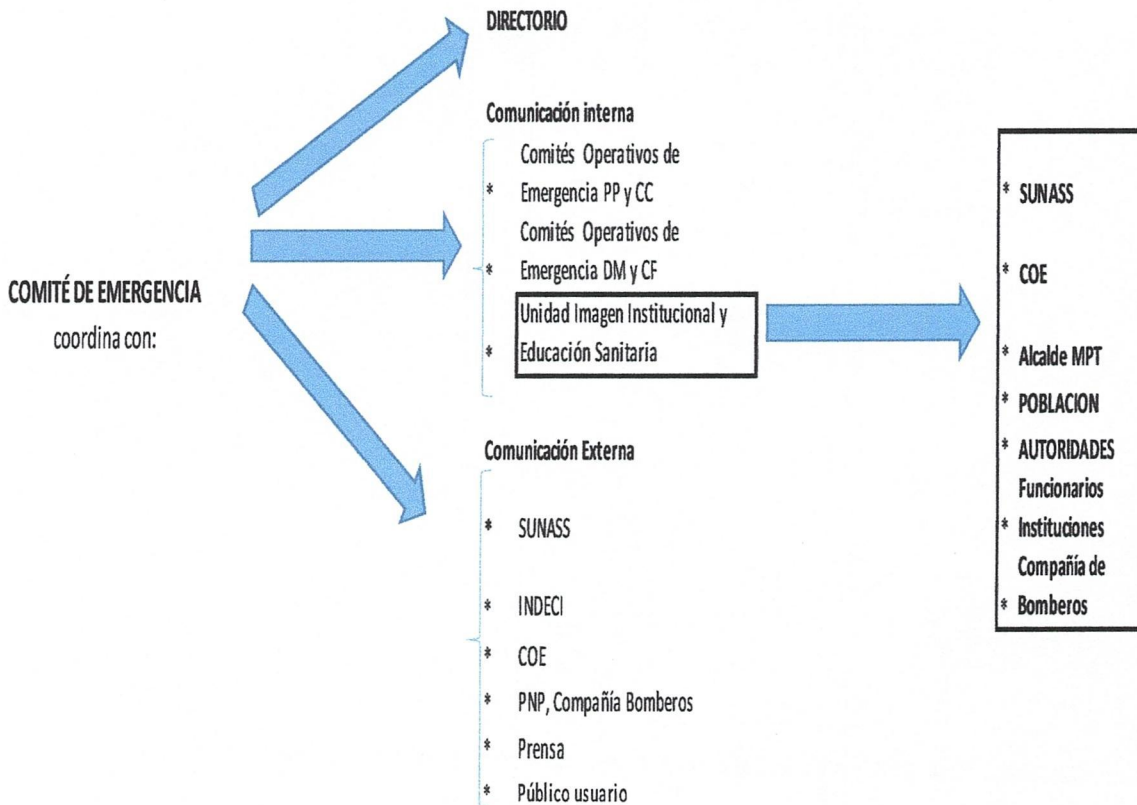 DIRECTORIO
COMITÉ DE EMERGENCIA
coordina con:
Comunicación interna
Comités Operativos de
* Emergencia PP y CC
Comités Operativos de
* Emergencia DM y CF
Unidad Imagen Institucional y
* Educación Sanitaria
Comunicación Externa
* SUNASS
* INDECI
* COE
* PNP, Compañía Bomberos
* Prensa
* Público usuario
* SUNASS
* COE
* Alcalde MPT
* POBLACION
* AUTORIDADES
Funcionarios
* Instituciones
Compañía de
* Bomberos